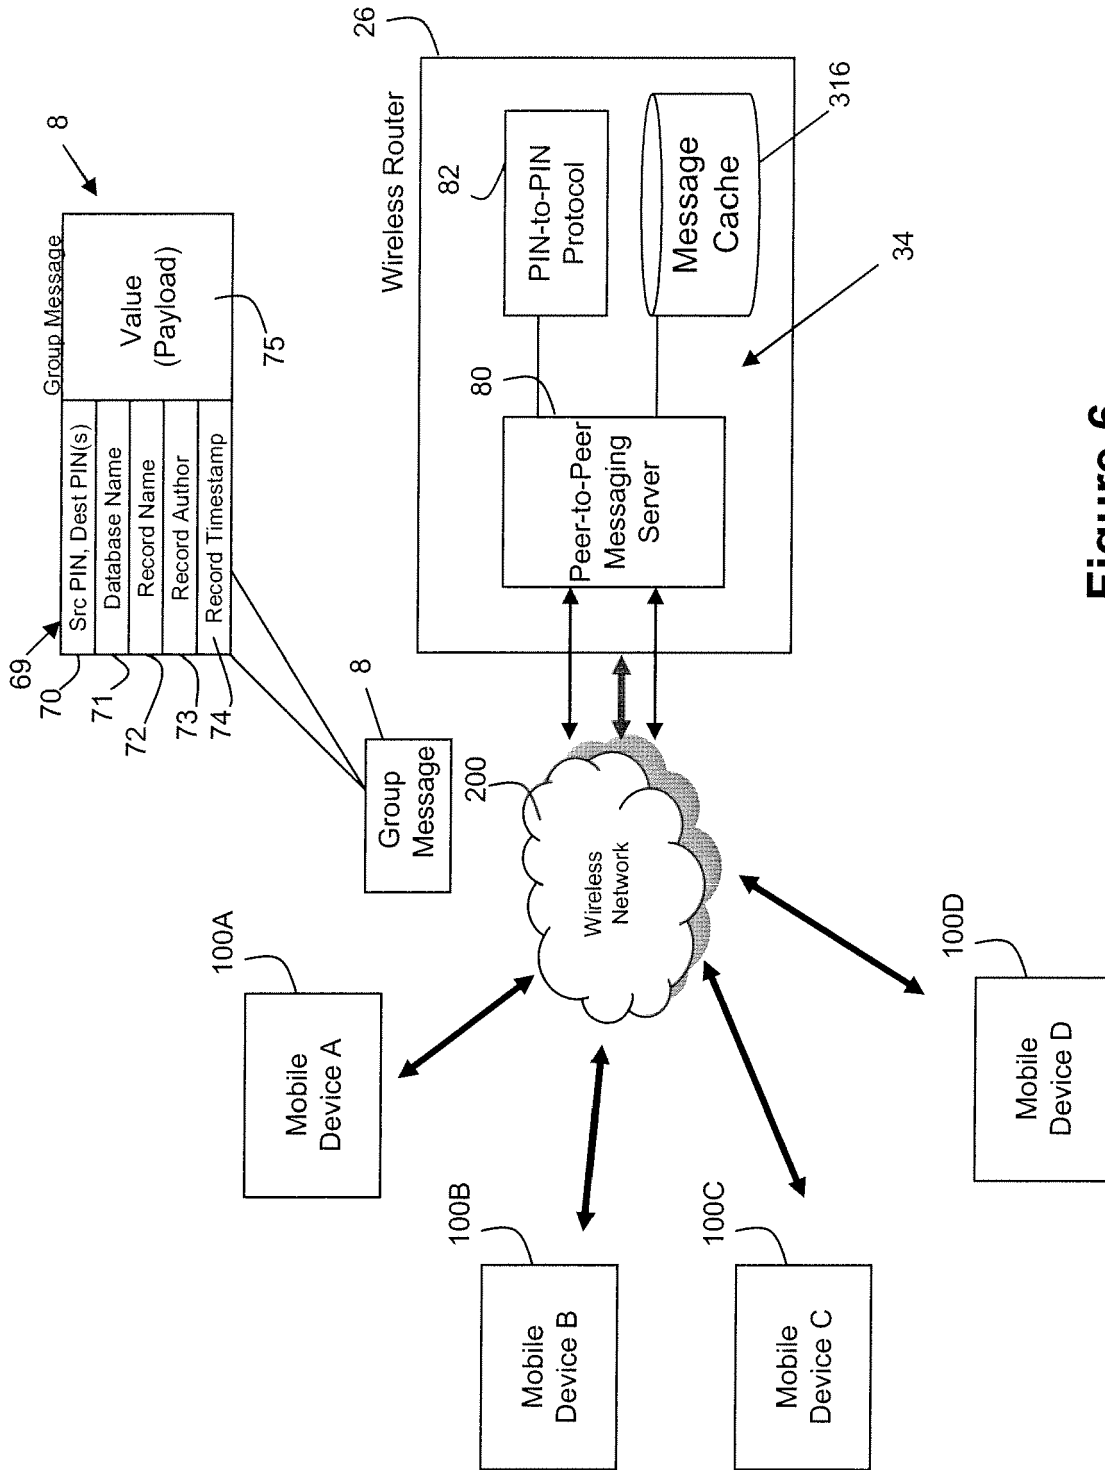 8
Group Message
69
Src PIN, Dest PIN(s)
Database Name
Record Name
Record Author
Record Timestamp
Value
(Payload)
70
71
72
73
74
75
8
Group
Message
Wireless Router
26
80
Peer-to-Peer
Messaging
Server
82
PIN-to-PIN
Protocol
Message
Cache
316
34
200
Wireless
Network
100A
Mobile
Device A
100B
Mobile
Device B
100C
Mobile
Device C
100D
Mobile
Device D
Figure 6